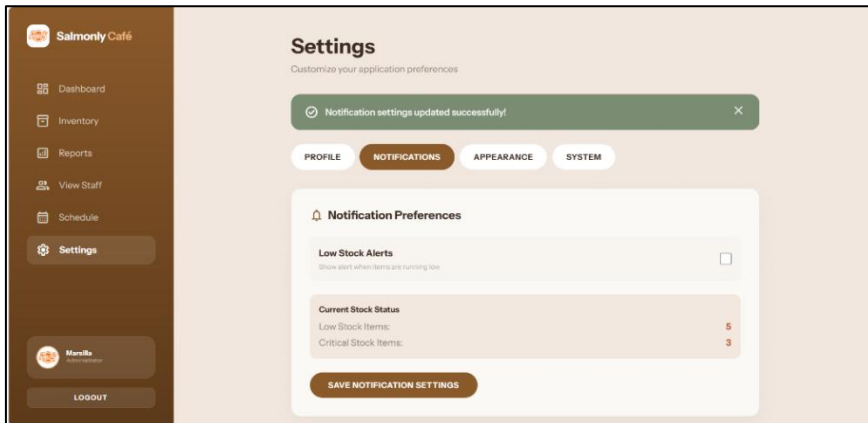 Salmonly Café
Dashboard
Inventory
Reports
View Staff
Schedule
Settings
Marsilla
LOGOUT
Settings
Customize your application preferences
Notification settings updated successfully!
PROFILE NOTIFICATIONS APPEARANCE SYSTEM
Notification Preferences
Low Stock Alerts
Show alert when items are running low
Current Stock Status
Low Stock Items: 5
Critical Stock Items: 3
SAVE NOTIFICATION SETTINGS